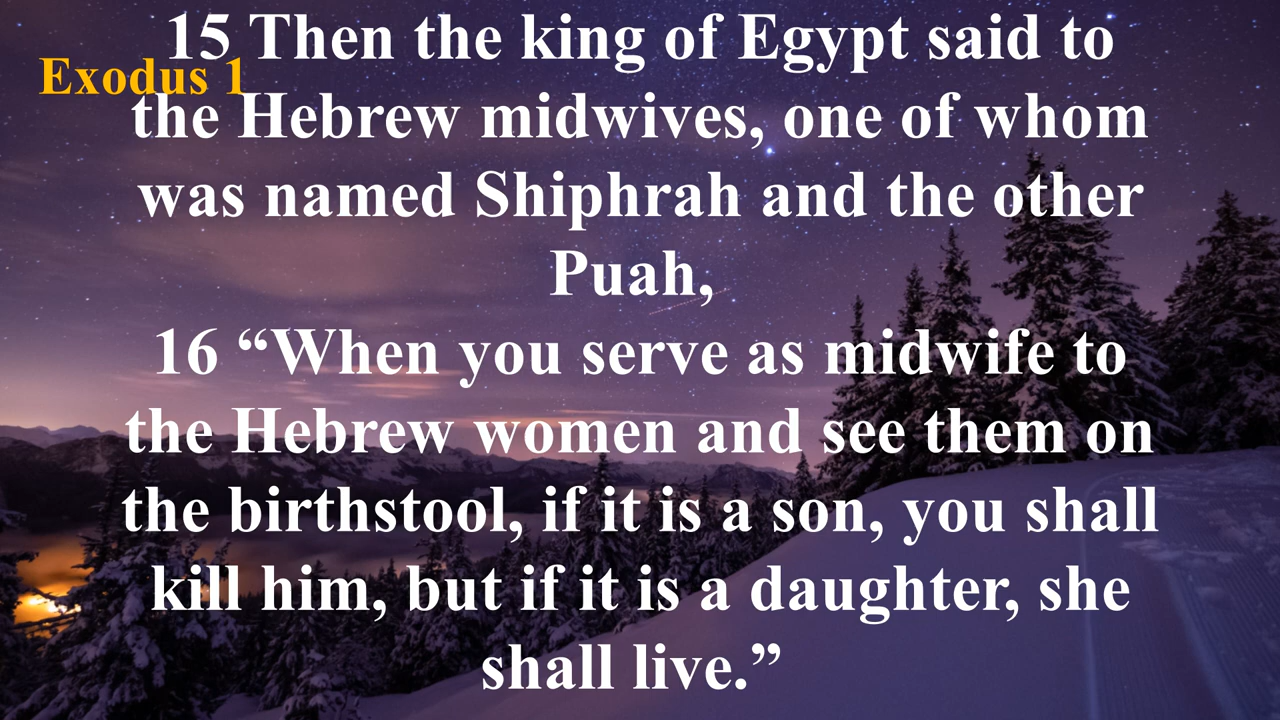 15 Then the king of Egypt said to
Exodus 1
the Hebrew midwives, one of whom
was named Shiphrah and the other
Puah,
16 “When you serve as midwife to
the Hebrew women and see them on
the birthstool, if it is a son, you shall
kill him, but if it is a daughter, she
shall live.”